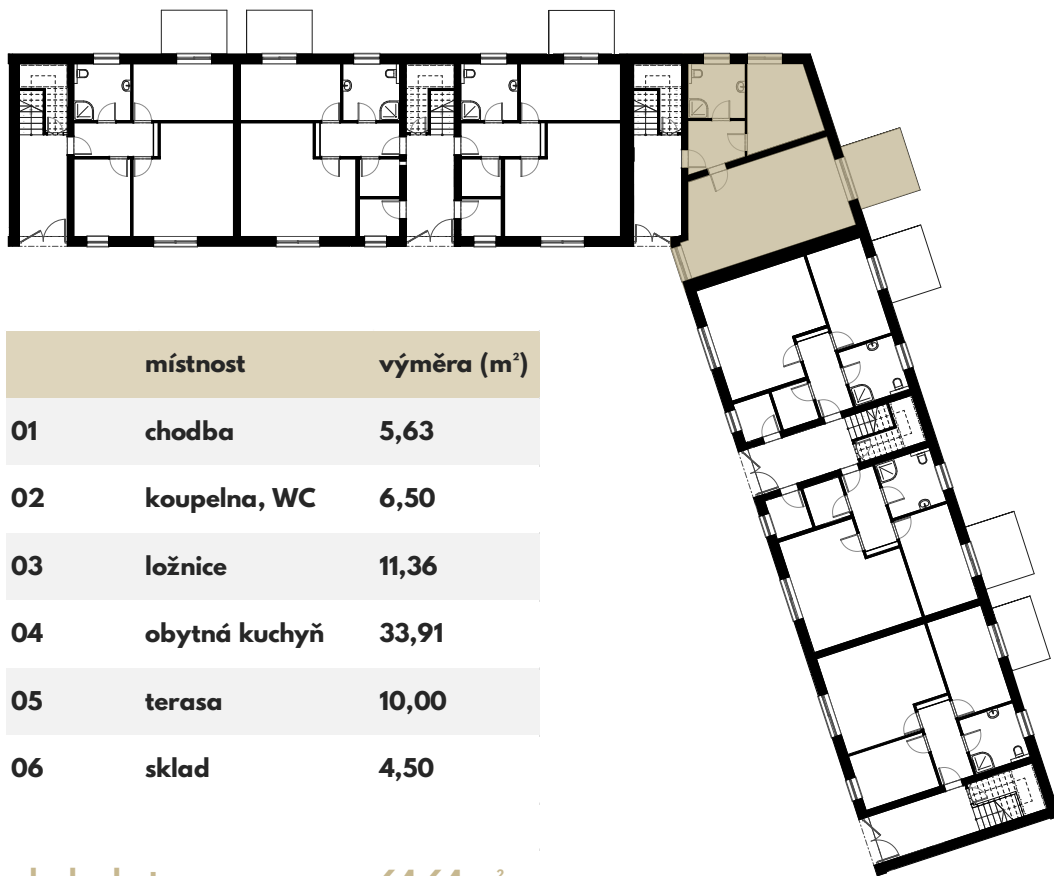 místnost výměra (m²)
01 chodba 5,63
02 koupelna, WC 6,50
03 ložnice 11,36
04 obytná kuchyň 33,91
05 terasa 10,00
06 sklad 4,50